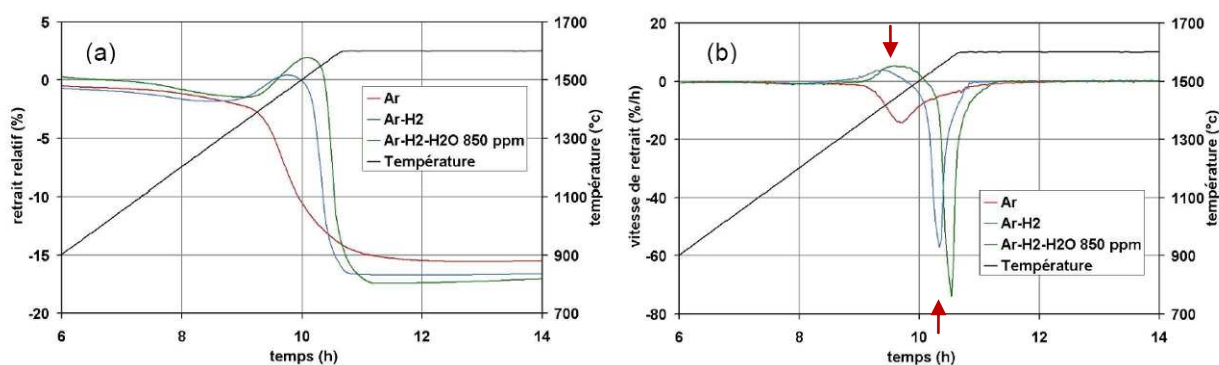 (a)
retrait relatif (%)
5
0
-5
-10
-15
-20
6
8
10
12
14
temps (h)
1700
1500
1300
1100
900
700
température (°c)
Ar
Ar-H2
Ar-H2-H2O 850 ppm
Température
(b)
vitesse de retrait (%/h)
20
0
-20
-40
-60
-80
6
8
10
12
14
temps (h)
1700
1500
1300
1100
900
700
température (°c)
Ar
Ar-H2
Ar-H2-H2O 850 ppm
Température